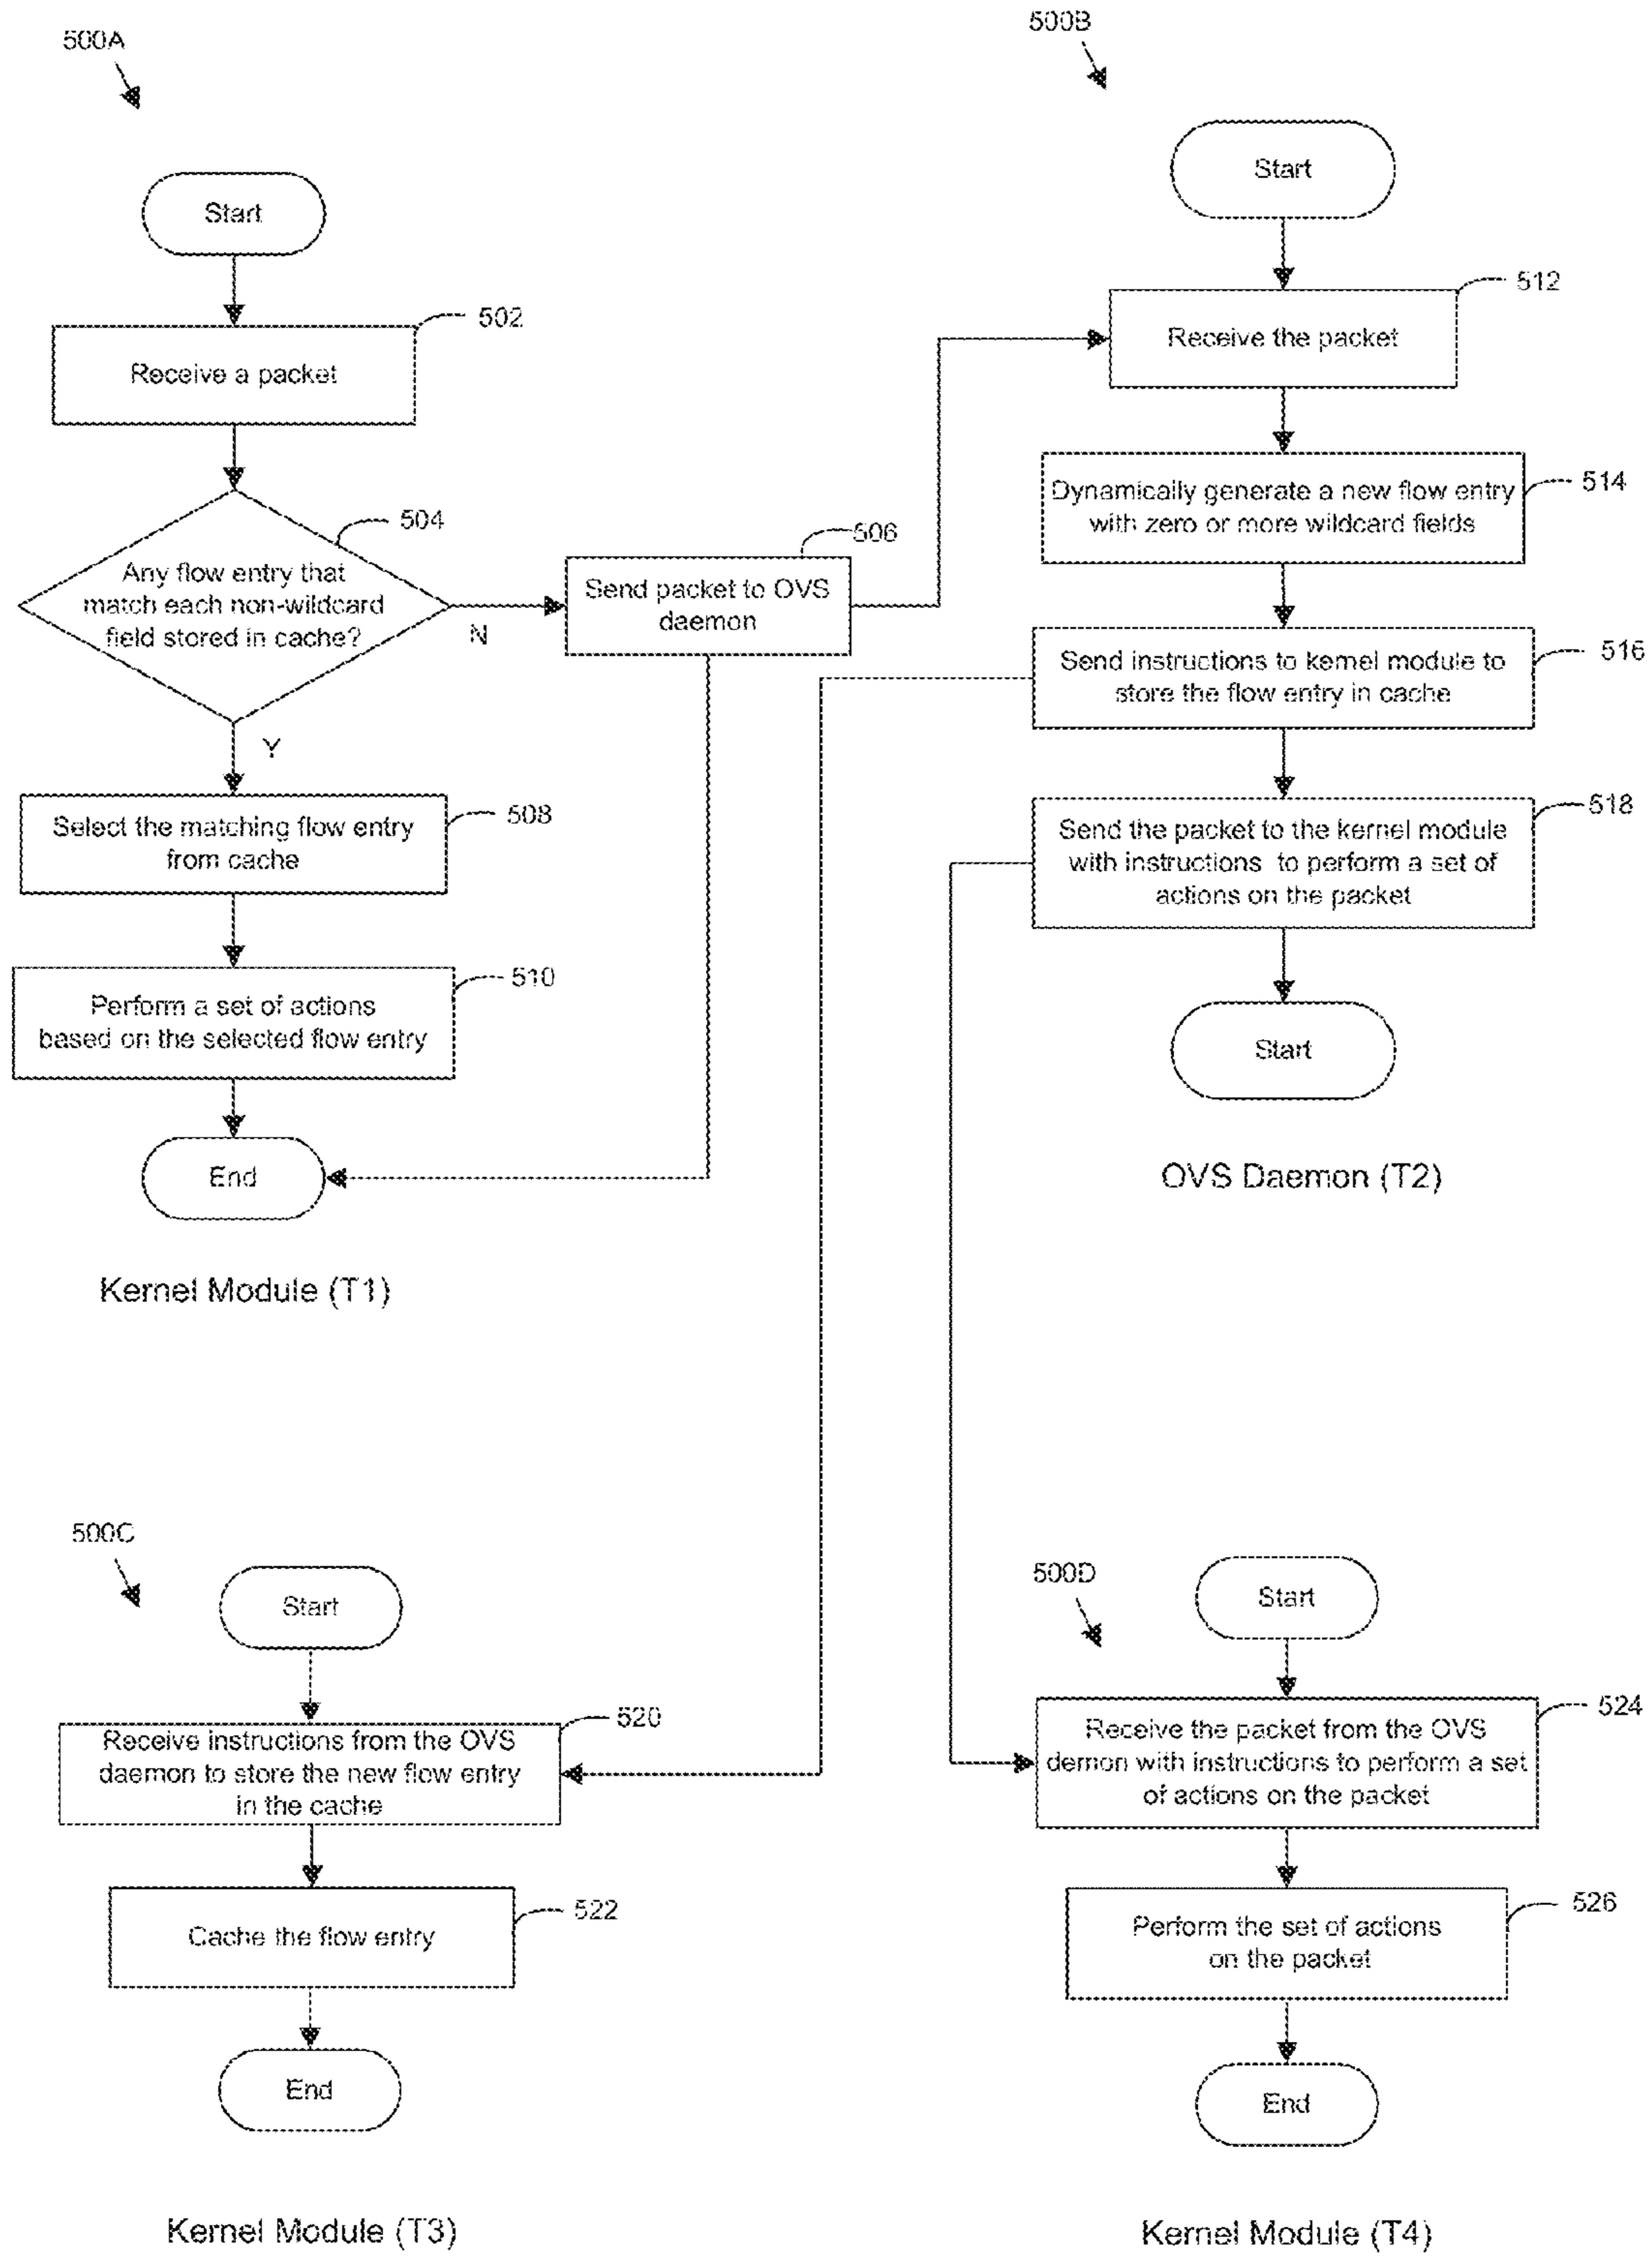 500A
Start
502
Receive a packet
504
Any flow entry that
match each non-wildcard
field stored in cache?
N
Y
506
Send packet to OVS
daemon
508
Select the matching flow entry
from cache
510
Perform a set of actions
based on the selected flow entry
End
Kernel Module (T1)
500B
Start
512
Receive the packet
514
Dynamically generate a new flow entry
with zero or more wildcard fields
516
Send instructions to kernel module to
store the flow entry in cache
518
Send the packet to the kernel module
with instructions to perform a set of
actions on the packet
Start
OVS Daemon (T2)
500C
Start
520
Receive instructions from the OVS
daemon to store the new flow entry
in the cache
522
Cache the flow entry
End
Kernel Module (T3)
500D
Start
524
Receive the packet from the OVS
demon with instructions to perform a set
of actions on the packet
526
Perform the set of actions
on the packet
End
Kernel Module (T4)